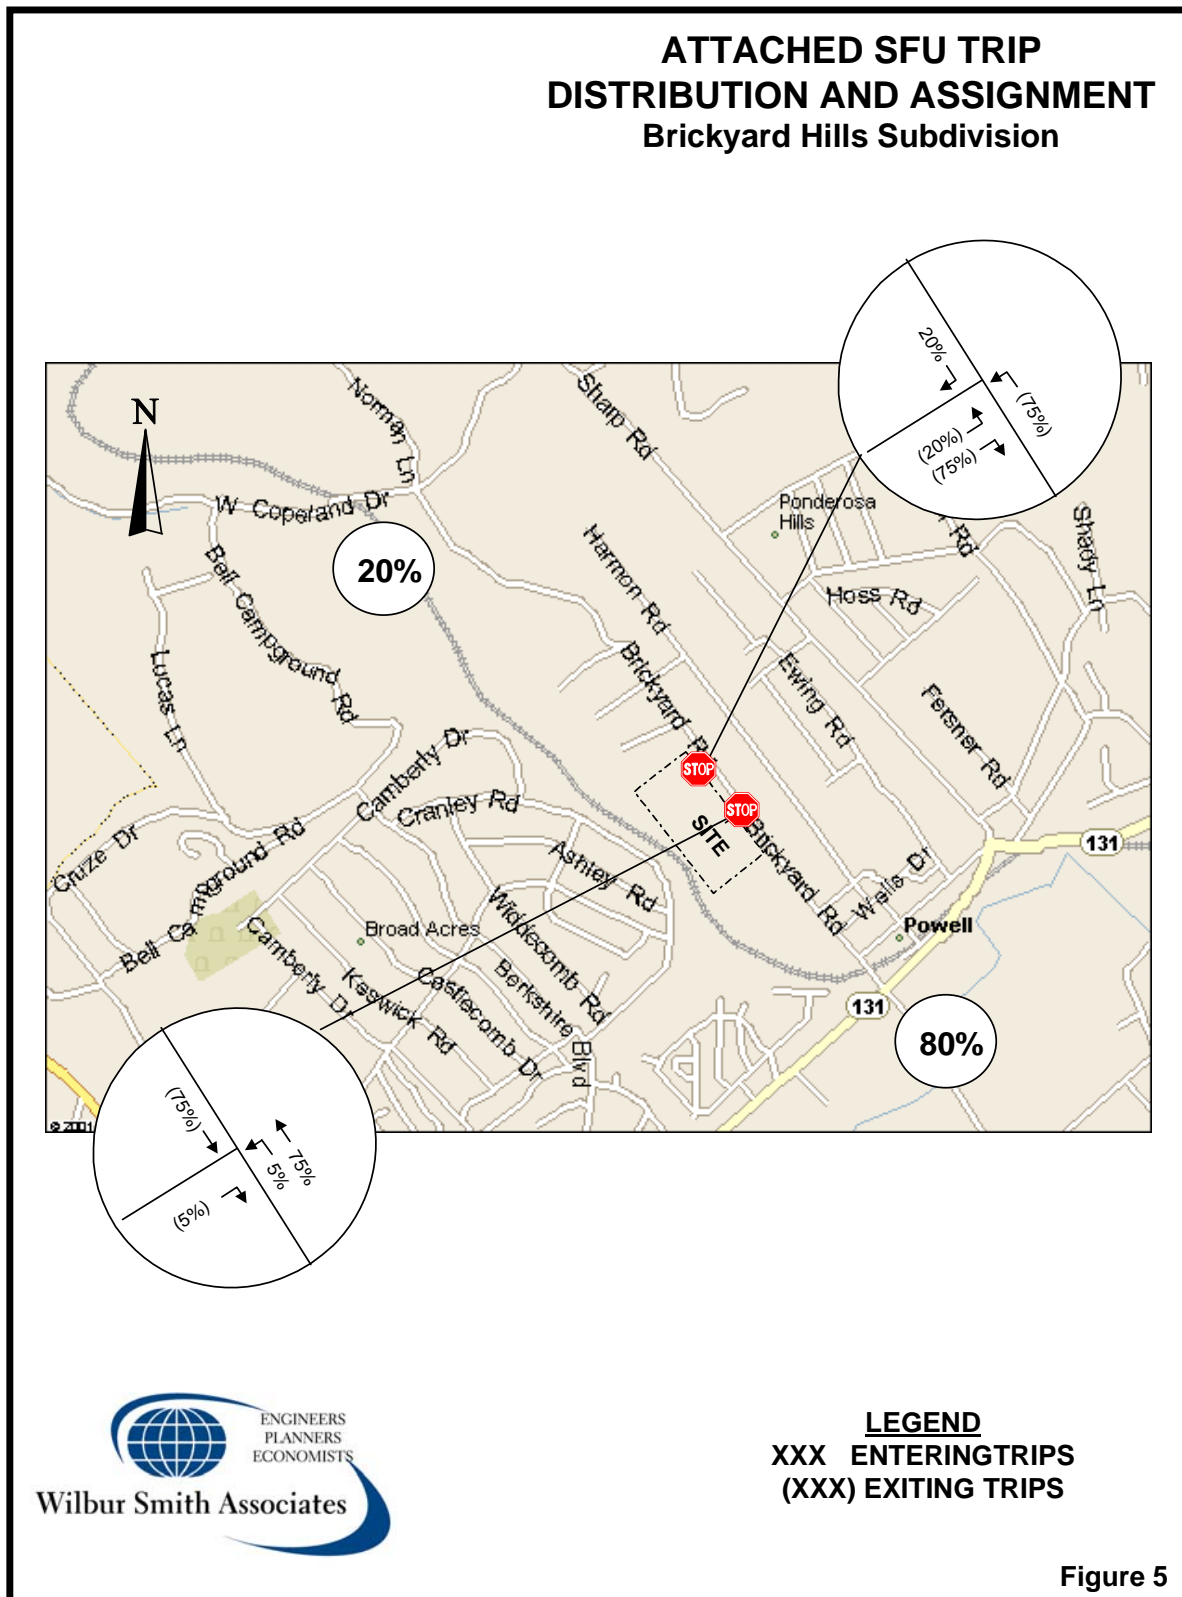 ATTACHED SFU TRIP
DISTRIBUTION AND ASSIGNMENT
Brickyard Hills Subdivision
20%
(75%)
(20%)
(75%)
N
Norman Ln
Sharp Rd
W Copeland Dr
Ponderosa
Hills
Rd
Shady Ln
20%
Harmon Rd
Hoss Rd
Bell Campground Rd
Lucas Ln
Brickyard Rd
Ewing Rd
Fersner Rd
Camberly Dr
STOP
Cranley Rd
STOP
SITE
Brickyard Rd
131
Cruze Dr
Bell Campground Rd
Ashley Rd
Wells Dr
Widdecomb Rd
Powell
Broad Acres
Camberly Dr
Keswick Rd
Castlecomb Dr
Berkshire Blvd
131
80%
© 2001
(75%)
75%
5%
(5%)
ENGINEERS
PLANNERS
ECONOMISTS
Wilbur Smith Associates
LEGEND
XXX ENTERINGTRIPS
(XXX) EXITING TRIPS
Figure 5